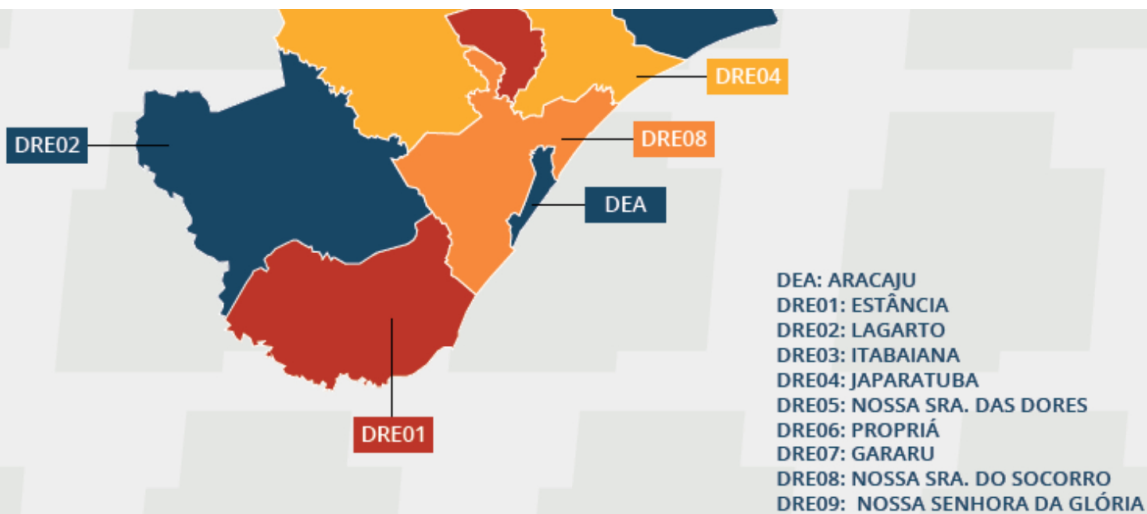 DRE04
DRE02
DRE08
DEA
DRE01
DEA: ARACAJU
DRE01: ESTÂNCIA
DRE02: LAGARTO
DRE03: ITABAIANA
DRE04: JAPARATUBA
DRE05: NOSSA SRA. DAS DORES
DRE06: PROPRIÁ
DRE07: GARARU
DRE08: NOSSA SRA. DO SOCORRO
DRE09: NOSSA SENHORA DA GLÓRIA